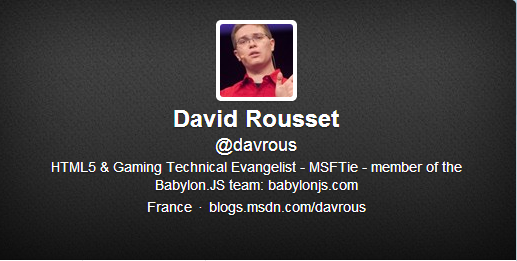 David Rousset
@davrous
HTML5 & Gaming Technical Evangelist - MSFTie - member of the
Babylon.JS team: babylonjs.com
France · blogs.msdn.com/davrous